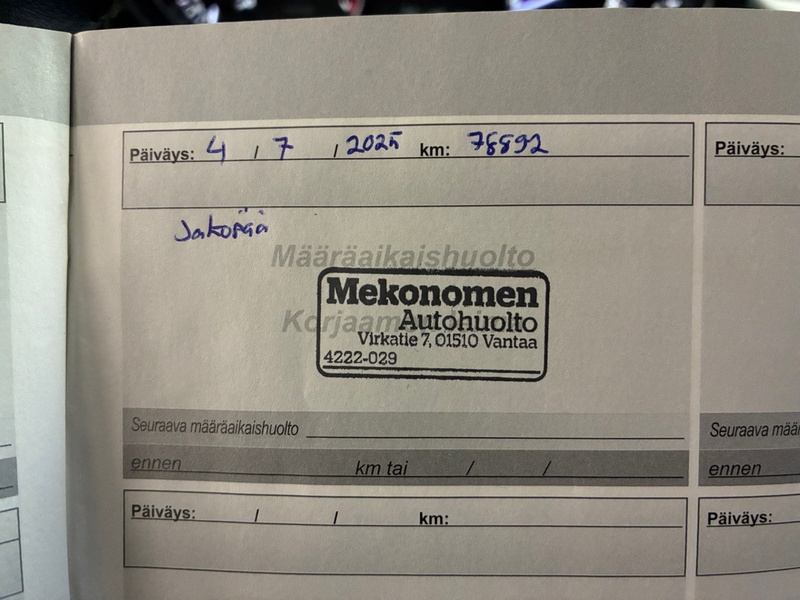 Päiväys: 4 / 7 / 2025 km: 78892
Päiväys:
Jakopää
Määräaikaishuolto
Mekonomen
Autohuolto
Virkatie 7, 01510 Vantaa
4222-029
Seuraava määräaikaishuolto
ennen km tai / /
ennen
Päiväys: / / km:
Päiväys: